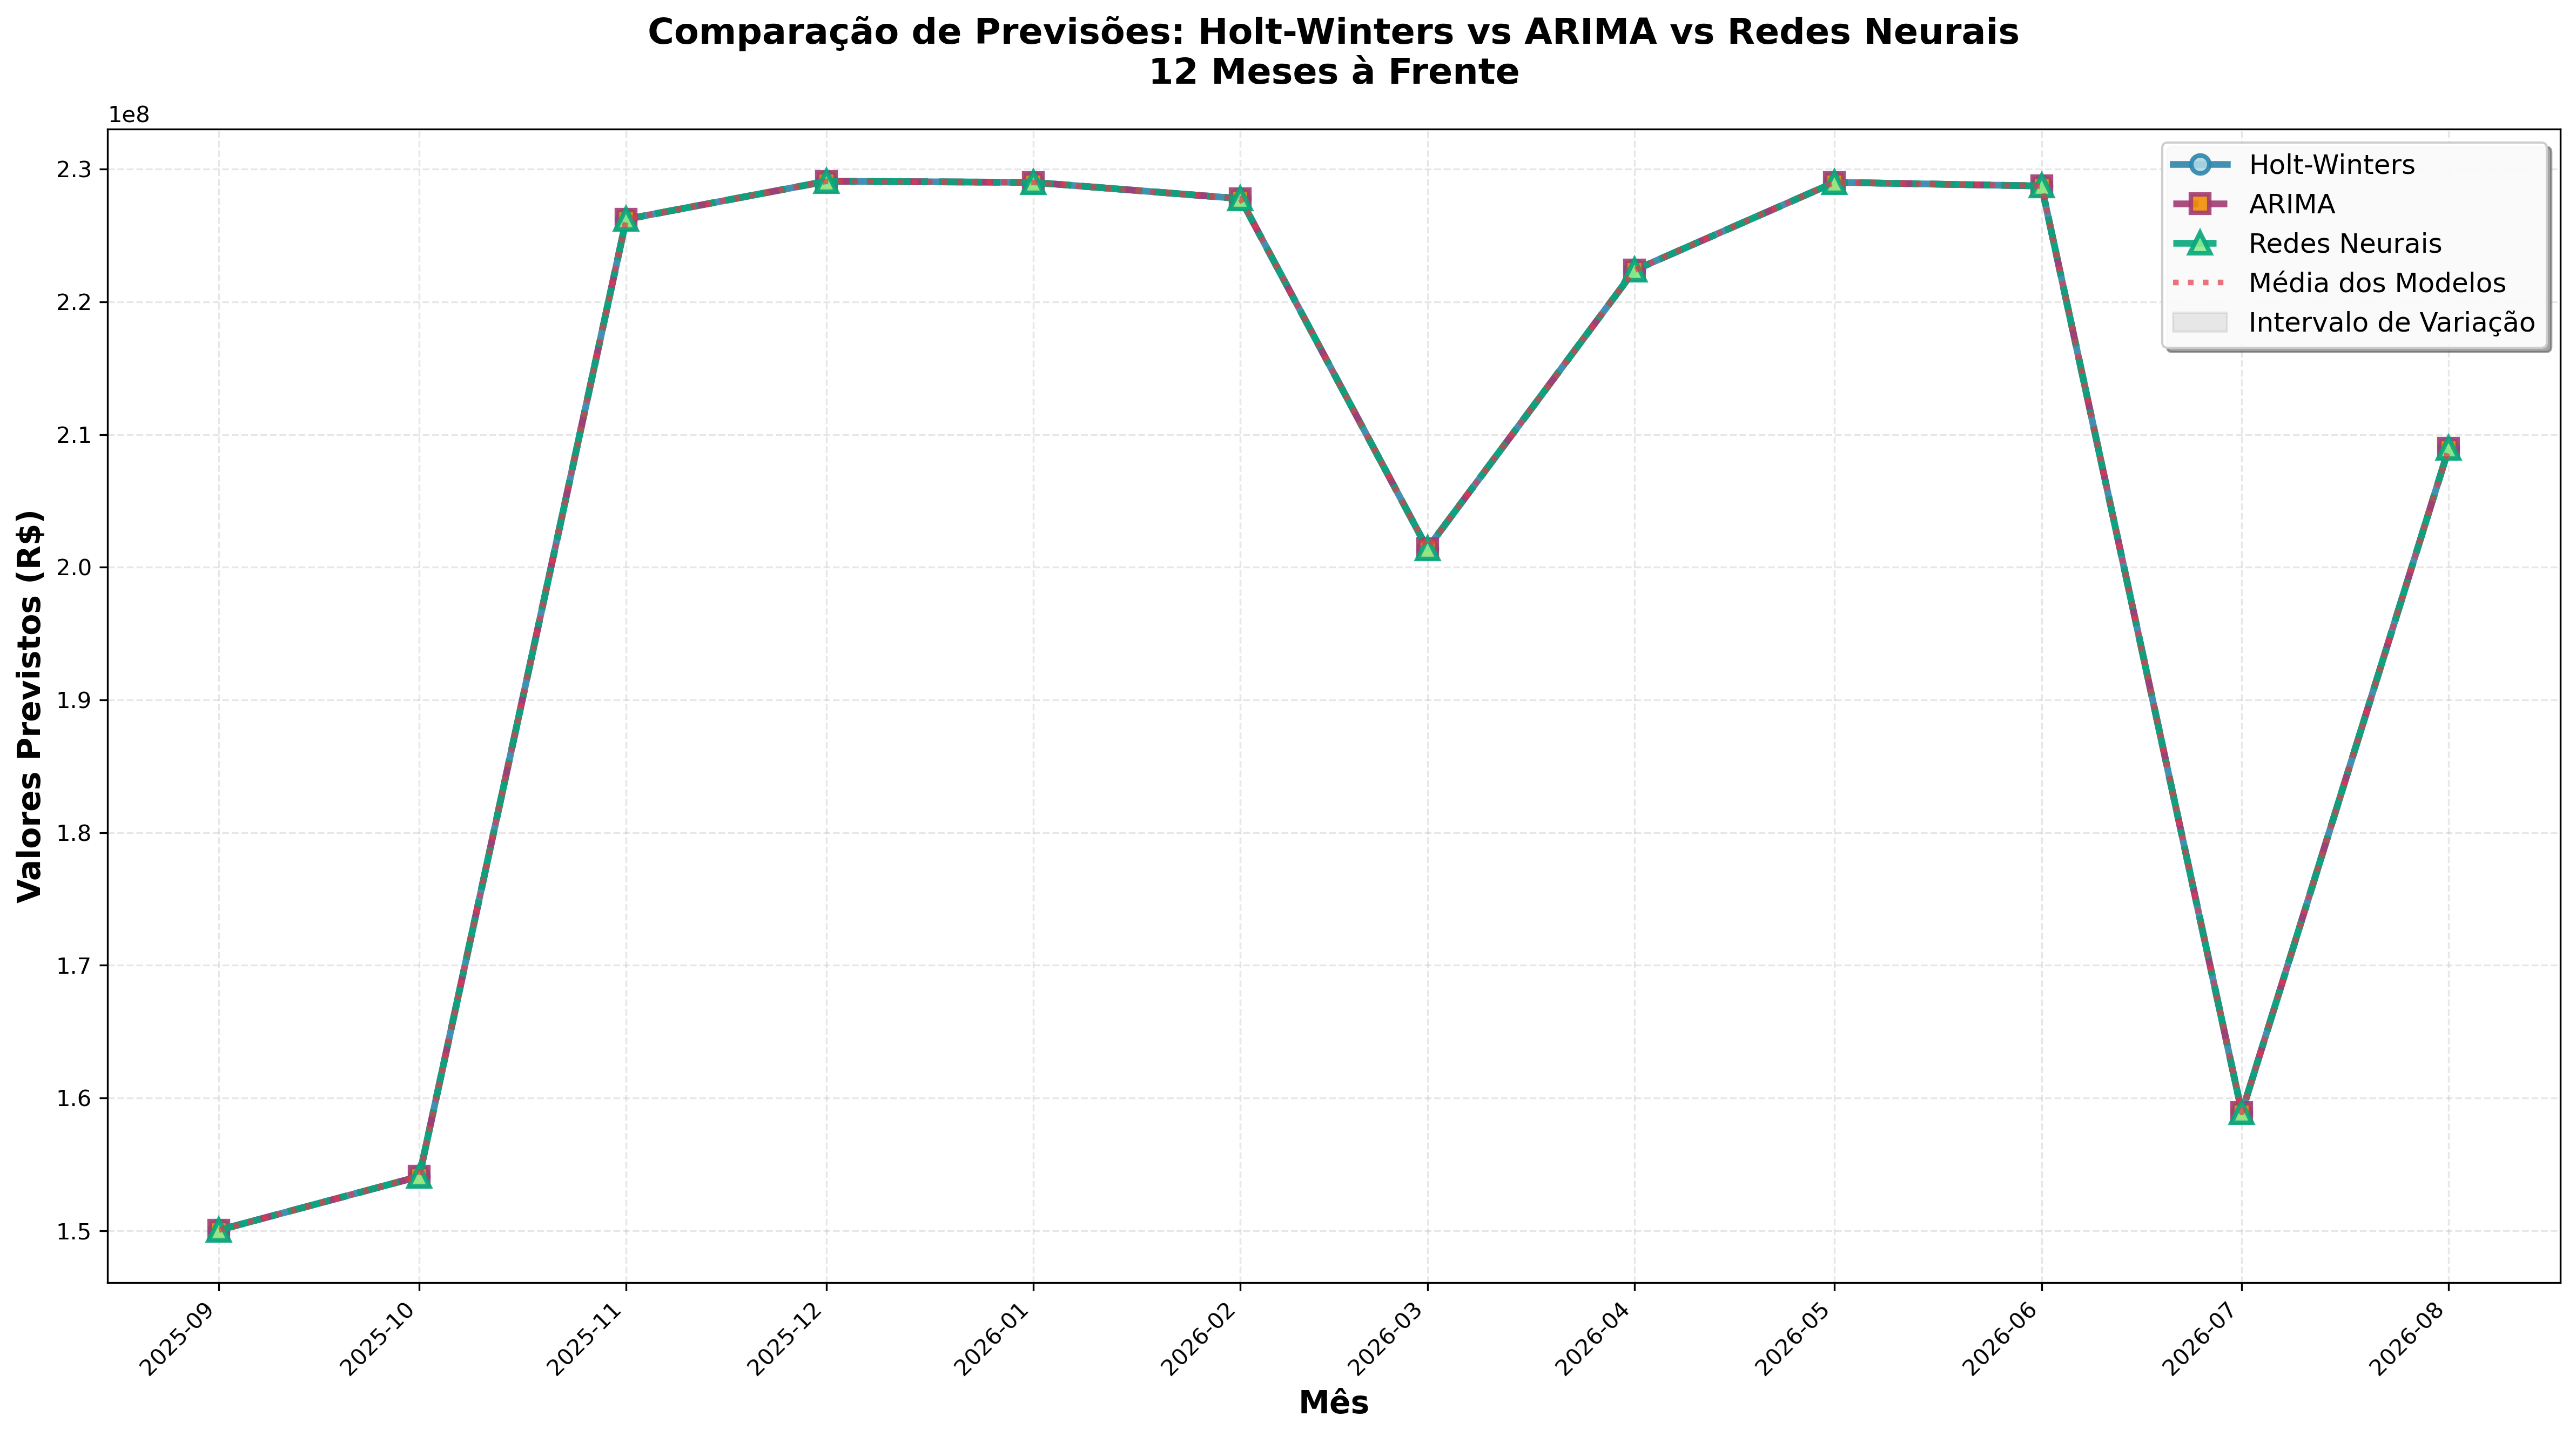 Comparação de Previsões: Holt-Winters vs ARIMA vs Redes Neurais
12 Meses à Frente
1e8
2.3
2.2
2.1
2.0
1.9
1.8
1.7
1.6
1.5
Valores Previstos (R$)
Holt-Winters
ARIMA
Redes Neurais
Média dos Modelos
Intervalo de Variação
2025-09
2025-10
2025-11
2025-12
2026-01
2026-02
2026-03
2026-04
2026-05
2026-06
2026-07
2026-08
Mês